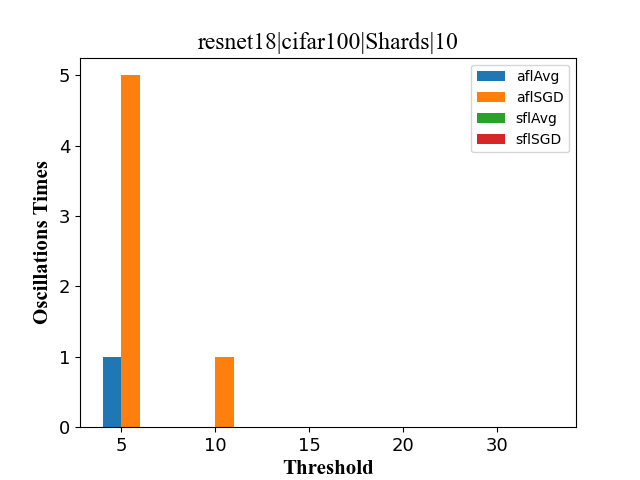 resnet18|cifar100|Shards|10
aflAvg
aflSGD
sflAvg
sflSGD
Oscillations Times
5
4
3
2
1
0
5
10
15
20
30
Threshold